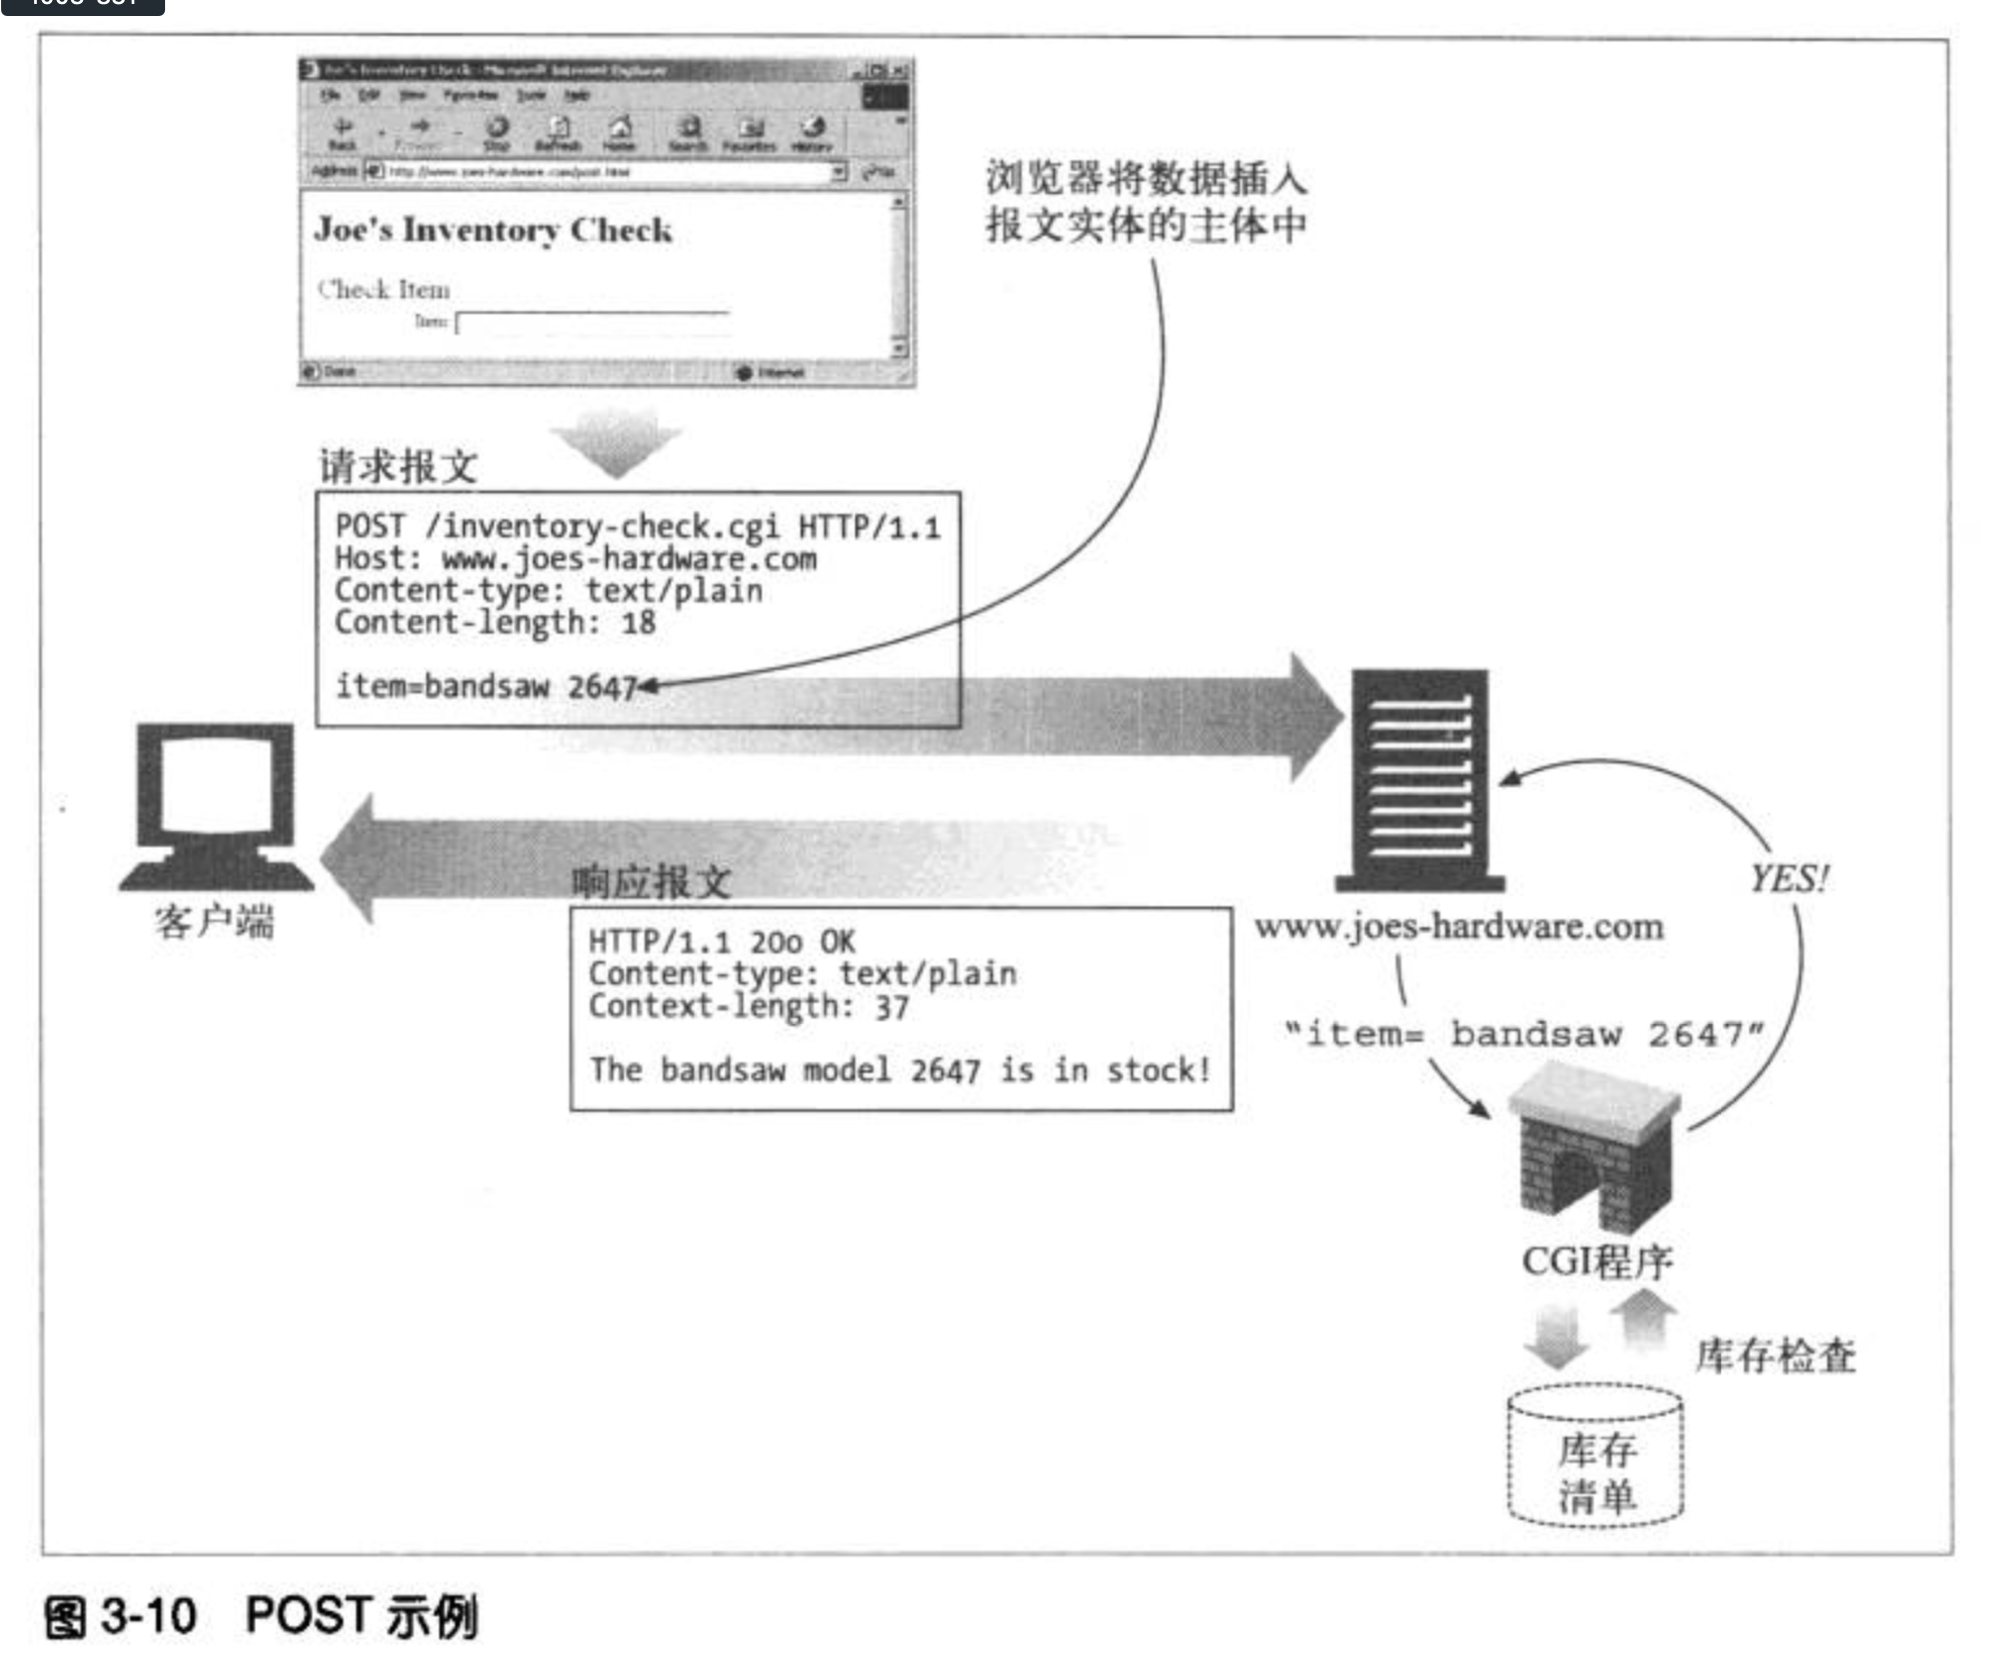 Joe's Inventory Check - Microsoft Internet Explorer
File Edit View Favorites Tools Help
Back Forward Stop Refresh Home Search Favorites History
Address http://www.joes-hardware.com/post.html
Joe's Inventory Check
Check Item
Item:
Done Internet
浏览器将数据插入
报文实体的主体中
请求报文
POST /inventory-check.cgi HTTP/1.1
Host: www.joes-hardware.com
Content-type: text/plain
Content-length: 18
item=bandsaw 2647
客户端
响应报文
HTTP/1.1 20o OK
Content-type: text/plain
Context-length: 37
The bandsaw model 2647 is in stock!
www.joes-hardware.com
YES!
“item= bandsaw 2647”
CGI程序
库存检查
库存
清单
图 3-10 POST 示例